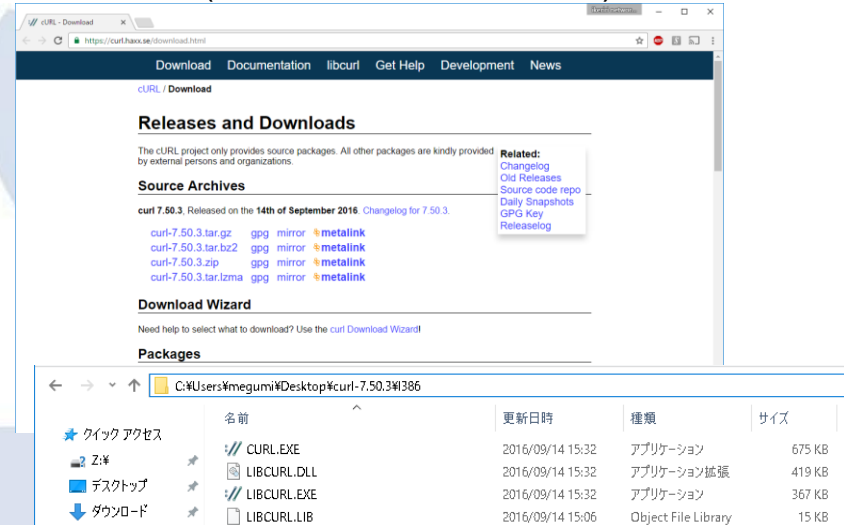 cURL - Download
https://curl.haxx.se/download.html
Download Documentation libcurl Get Help Development News
cURL / Download
Releases and Downloads
The cURL project only provides source packages. All other packages are kindly provided
by external persons and organizations.
Related:
Changelog
Old Releases
Source code repo
Daily Snapshots
GPG Key
Releaselog
Source Archives
curl 7.50.3, Released on the 14th of September 2016. Changelog for 7.50.3.
curl-7.50.3.tar.gz gpg mirror metalink
curl-7.50.3.tar.bz2 gpg mirror metalink
curl-7.50.3.zip gpg mirror metalink
curl-7.50.3.tar.lzma gpg mirror metalink
Download Wizard
Need help to select what to download? Use the curl Download Wizard!
Packages
C:¥Users¥megumi¥Desktop¥curl-7.50.3¥I386
名前 更新日時 種類 サイズ
クイック アクセス
Z:¥
デスクトップ
ダウンロード
CURL.EXE 2016/09/14 15:32 アプリケーション 675 KB
LIBCURL.DLL 2016/09/14 15:32 アプリケーション拡張 419 KB
LIBCURL.EXE 2016/09/14 15:32 アプリケーション 367 KB
LIBCURL.LIB 2016/09/14 15:06 Object File Library 15 KB